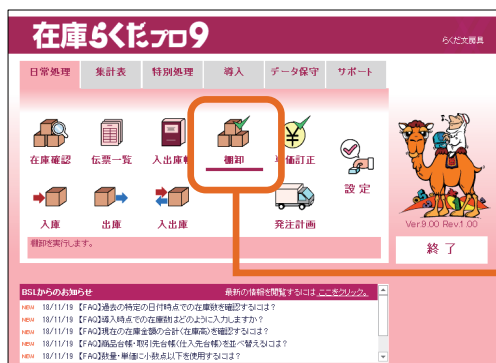 在庫らくだプロ9
らくだ文房具
日常処理 集計表 特別処理 導入 データ保守 サポート
在庫確認 伝票一覧 入出庫 棚卸 単価訂正
設定
入庫 出庫 入出庫 発注計画
棚卸を実行します。
Ver.9.00 Rev.1.00
終了
BSLからのお知らせ 最新の情報を閲覧するには、ここをクリック。
NEW 18/11/19 【FAQ】過去の特定の日付時点での在庫数を確認するには？
NEW 18/11/19 【FAQ】導入時点での在庫数はどのように入力しますか？
NEW 18/11/19 【FAQ】現在の在庫金額の合計（在庫高）を確認するには？
NEW 18/11/19 【FAQ】商品台帳・取引先台帳（仕入先台帳）を並べ替えるには？
NEW 18/11/19 【FAQ】数量・単価に小数点以下を使用するには？